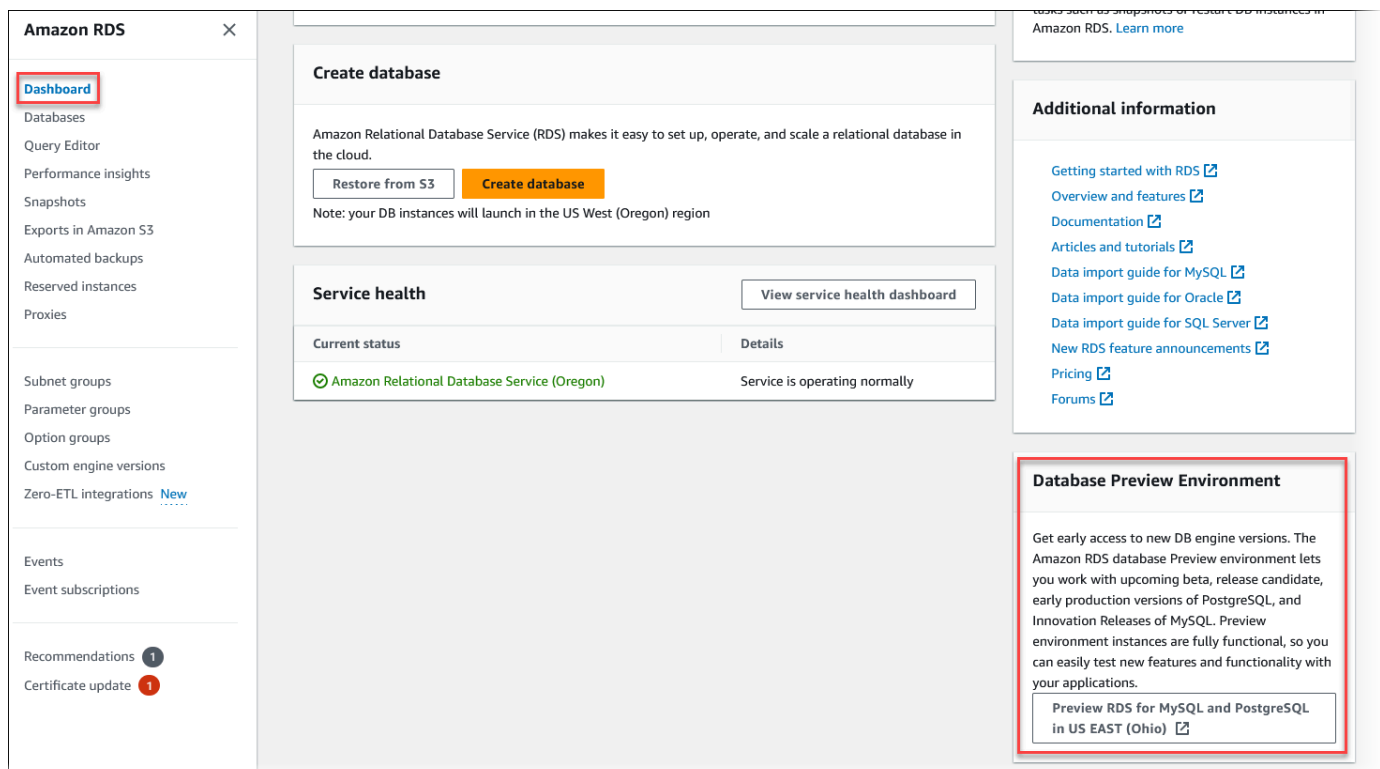 Amazon RDS
Dashboard
Databases
Query Editor
Performance insights
Snapshots
Exports in Amazon S3
Automated backups
Reserved instances
Proxies
Subnet groups
Parameter groups
Option groups
Custom engine versions
Zero-ETL integrations New
Events
Event subscriptions
Recommendations 1
Certificate update 1
Create database
Amazon Relational Database Service (RDS) makes it easy to set up, operate, and scale a relational database in
the cloud.
Restore from S3 Create database
Note: your DB instances will launch in the US West (Oregon) region
Service health View service health dashboard
Current status Details
Amazon Relational Database Service (Oregon) Service is operating normally
tasks such as snapshots or restart DB instances in
Amazon RDS. Learn more
Additional information
Getting started with RDS
Overview and features
Documentation
Articles and tutorials
Data import guide for MySQL
Data import guide for Oracle
Data import guide for SQL Server
New RDS feature announcements
Pricing
Forums
Database Preview Environment
Get early access to new DB engine versions. The
Amazon RDS database Preview environment lets
you work with upcoming beta, release candidate,
early production versions of PostgreSQL, and
Innovation Releases of MySQL. Preview
environment instances are fully functional, so you
can easily test new features and functionality with
your applications.
Preview RDS for MySQL and PostgreSQL
in US EAST (Ohio)